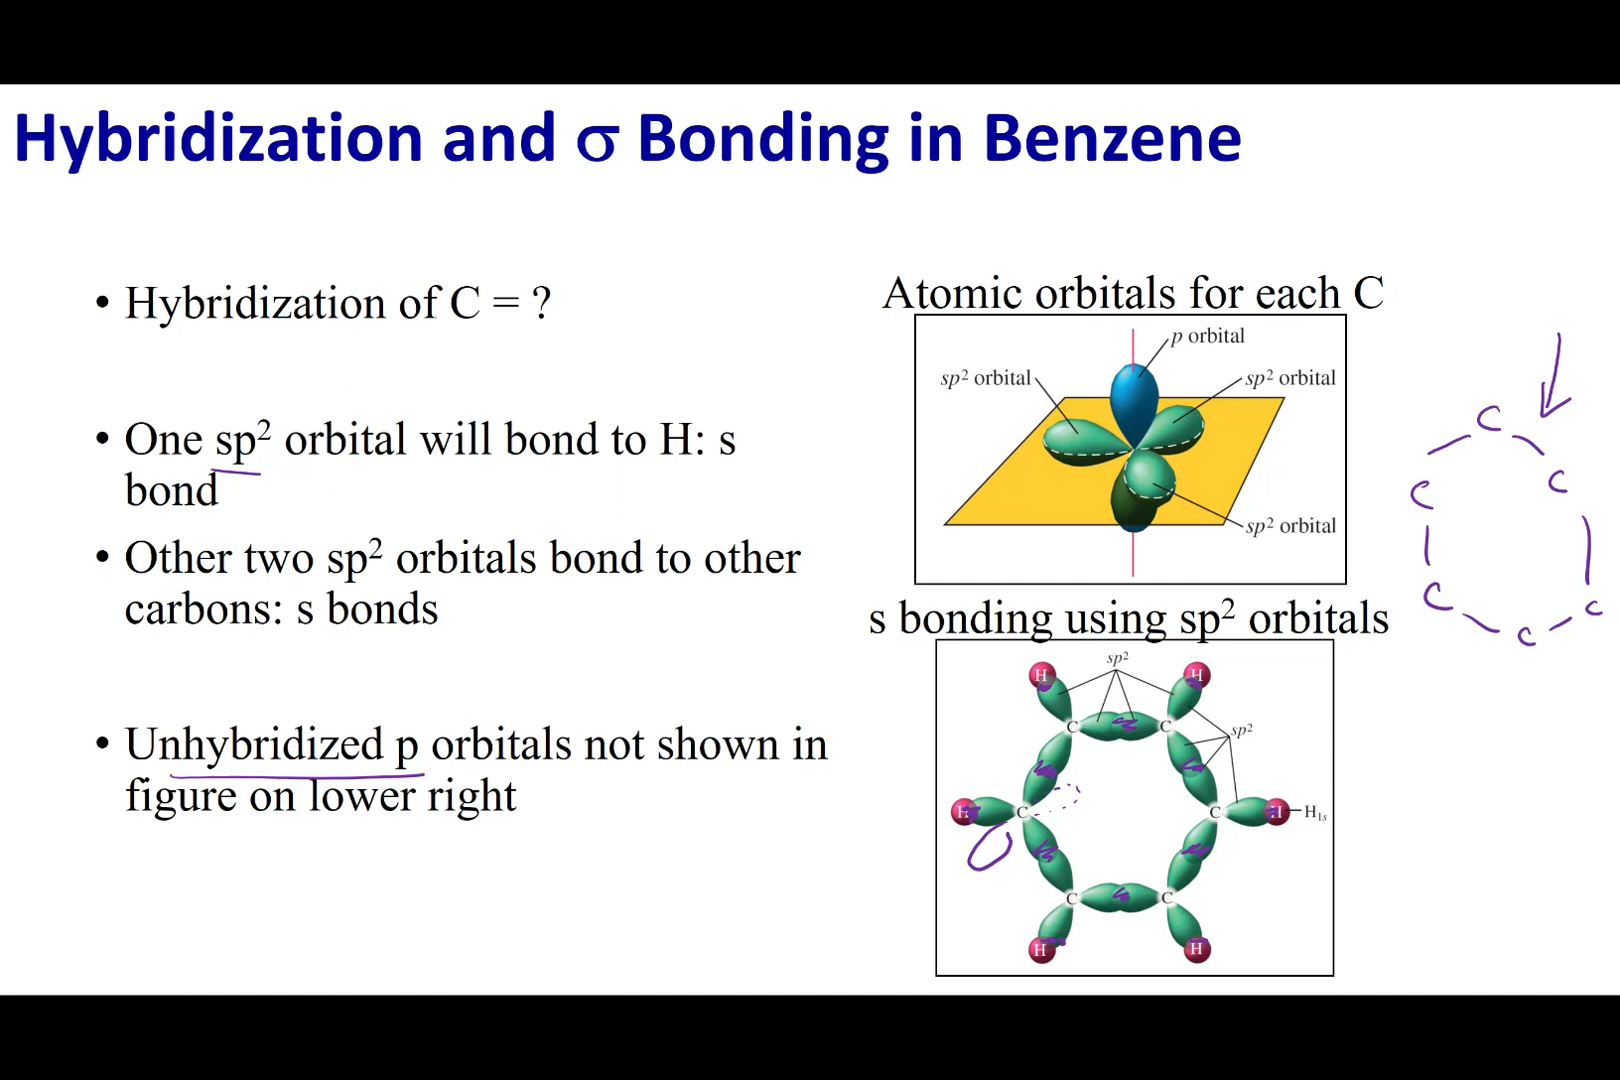 Hybridization and σ Bonding in Benzene
• Hybridization of C = ?
• One sp² orbital will bond to H: s
bond
• Other two sp² orbitals bond to other
carbons: s bonds
• Unhybridized p orbitals not shown in
figure on lower right
Atomic orbitals for each C
p orbital
sp² orbital
sp² orbital
sp² orbital
s bonding using sp² orbitals
sp²
H
H
C
C
sp²
H
C
C
H
H1s
C
C
H
H
C
C
C
C
C
C